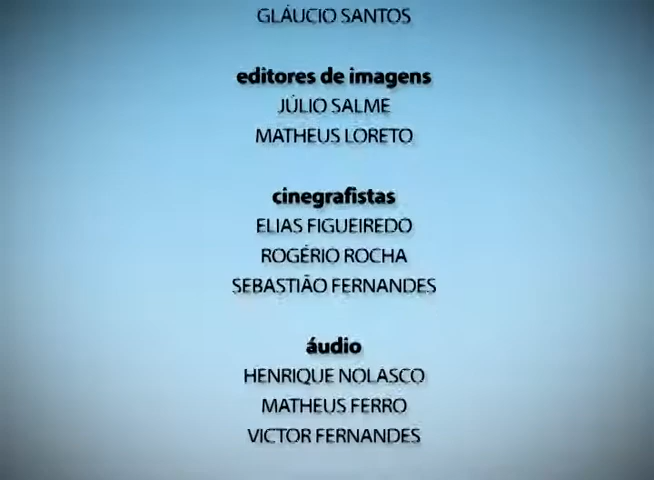 GLÁUCIO SANTOS
editores de imagens
JÚLIO SALME
MATHEUS LORETO
cinegrafistas
ELIAS FIGUEIREDO
ROGÉRIO ROCHA
SEBASTIÃO FERNANDES
áudio
HENRIQUE NOLASCO
MATHEUS FERRO
VICTOR FERNANDES